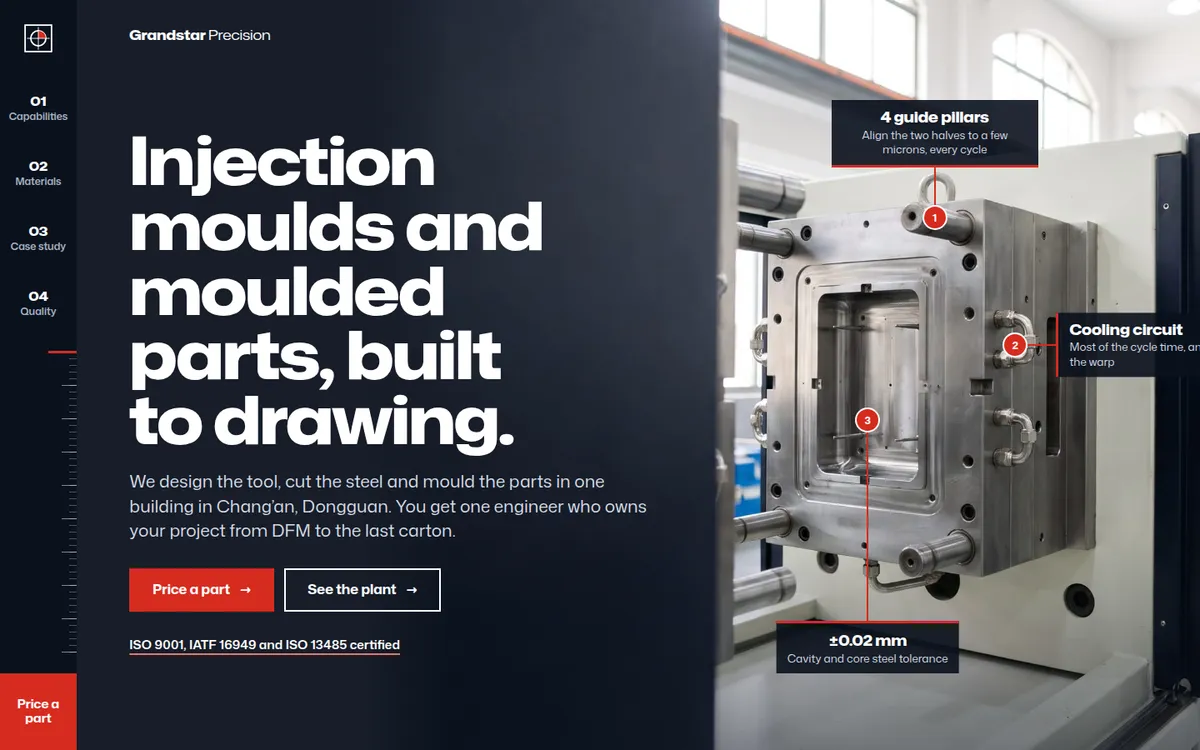 Grandstar Precision
01
Capabilities
02
Materials
03
Case study
04
Quality
Price a
part
Injection
moulds and
moulded
parts, built
to drawing.
We design the tool, cut the steel and mould the parts in one
building in Chang'an, Dongguan. You get one engineer who owns
your project from DFM to the last carton.
Price a part →
See the plant →
ISO 9001, IATF 16949 and ISO 13485 certified
4 guide pillars
Align the two halves to a few
microns, every cycle
1
Cooling circuit
Most of the cycle time,
the warp
2
3
±0.02 mm
Cavity and core steel tolerance